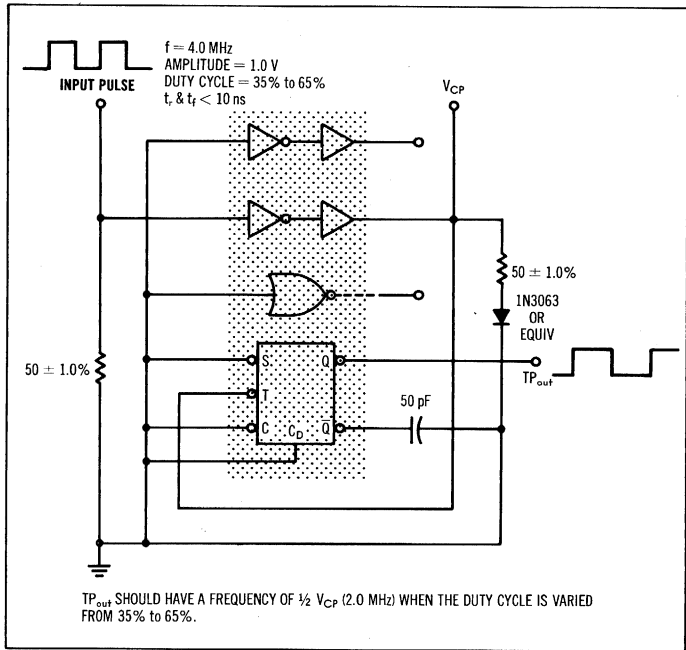 f = 4.0 MHz
AMPLITUDE = 1.0 V
DUTY CYCLE = 35% to 65%
tᵣ & t_f < 10 ns
INPUT PULSE
V_CP
50 ± 1.0%
1N3063
OR
EQUIV
S
Q
T
C
C_D
Q̅
50 ± 1.0%
50 pF
TP_out
TP_out SHOULD HAVE A FREQUENCY OF ½ V_CP (2.0 MHz) WHEN THE DUTY CYCLE IS VARIED
FROM 35% to 65%.